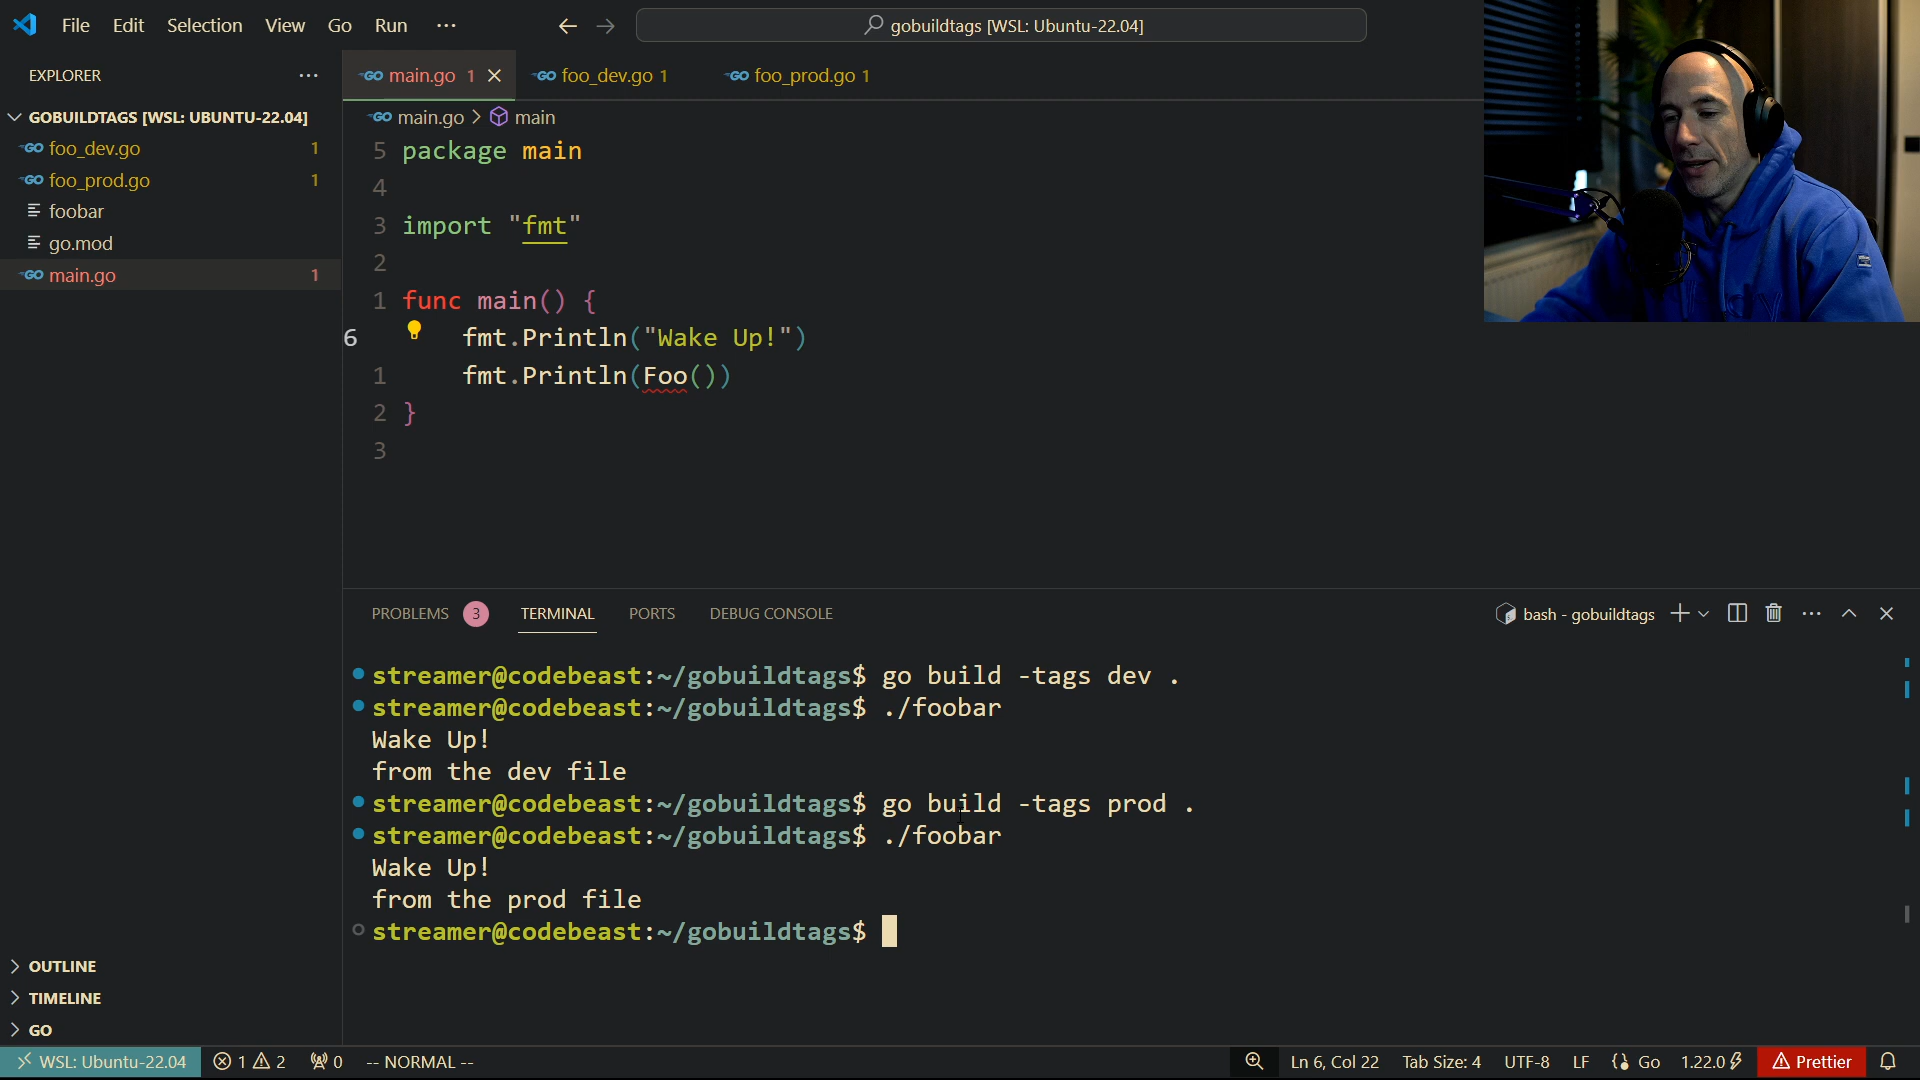 File Edit Selection View Go Run ···
gobuildtags [WSL: Ubuntu-22.04]
EXPLORER ···
GOBUILDTAGS [WSL: UBUNTU-22.04]
foo_dev.go 1
foo_prod.go 1
foobar
go.mod
main.go 1
OUTLINE
TIMELINE
GO
main.go 1
foo_dev.go 1
foo_prod.go 1
main.go > main
5 package main
4
3 import "fmt"
2
1 func main() {
6 fmt.Println("Wake Up!")
1 fmt.Println(Foo())
2 }
3
PROBLEMS 3 TERMINAL PORTS DEBUG CONSOLE
bash - gobuildtags
streamer@codebeast:~/gobuildtags$ go build -tags dev .
streamer@codebeast:~/gobuildtags$ ./foobar
Wake Up!
from the dev file
streamer@codebeast:~/gobuildtags$ go build -tags prod .
streamer@codebeast:~/gobuildtags$ ./foobar
Wake Up!
from the prod file
streamer@codebeast:~/gobuildtags$
WSL: Ubuntu-22.04 1 2 0 -- NORMAL -- Ln 6, Col 22 Tab Size: 4 UTF-8 LF Go 1.22.0 Prettier